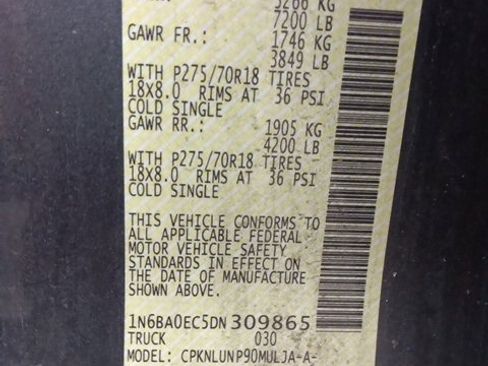 3266 KG
7200 LB
GAWR FR.: 1746 KG
3849 LB
WITH P275/70R18 TIRES
18X8.0 RIMS AT 36 PSI
COLD SINGLE
GAWR RR.: 1905 KG
4200 LB
WITH P275/70R18 TIRES
18X8.0 RIMS AT 36 PSI
COLD SINGLE
THIS VEHICLE CONFORMS TO
ALL APPLICABLE FEDERAL
MOTOR VEHICLE SAFETY
STANDARDS IN EFFECT ON
THE DATE OF MANUFACTURE
SHOWN ABOVE.
1N6BA0EC5DN309865
TRUCK 030
MODEL: CPKNLUNP90MULJA-A-